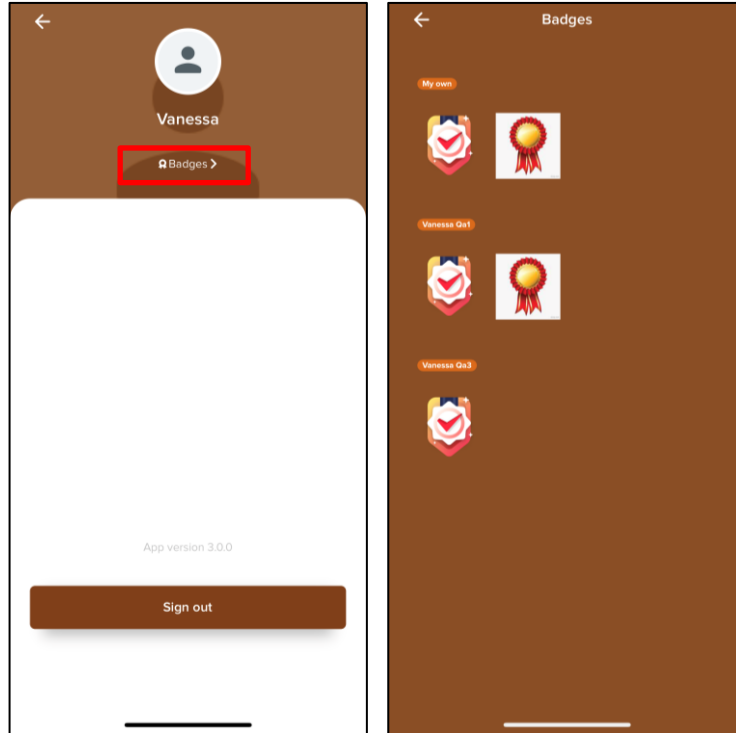 Vanessa
Badges
App version 3.0.0
Sign out
Badges
My own
Vanessa Qa1
Vanessa Qa3